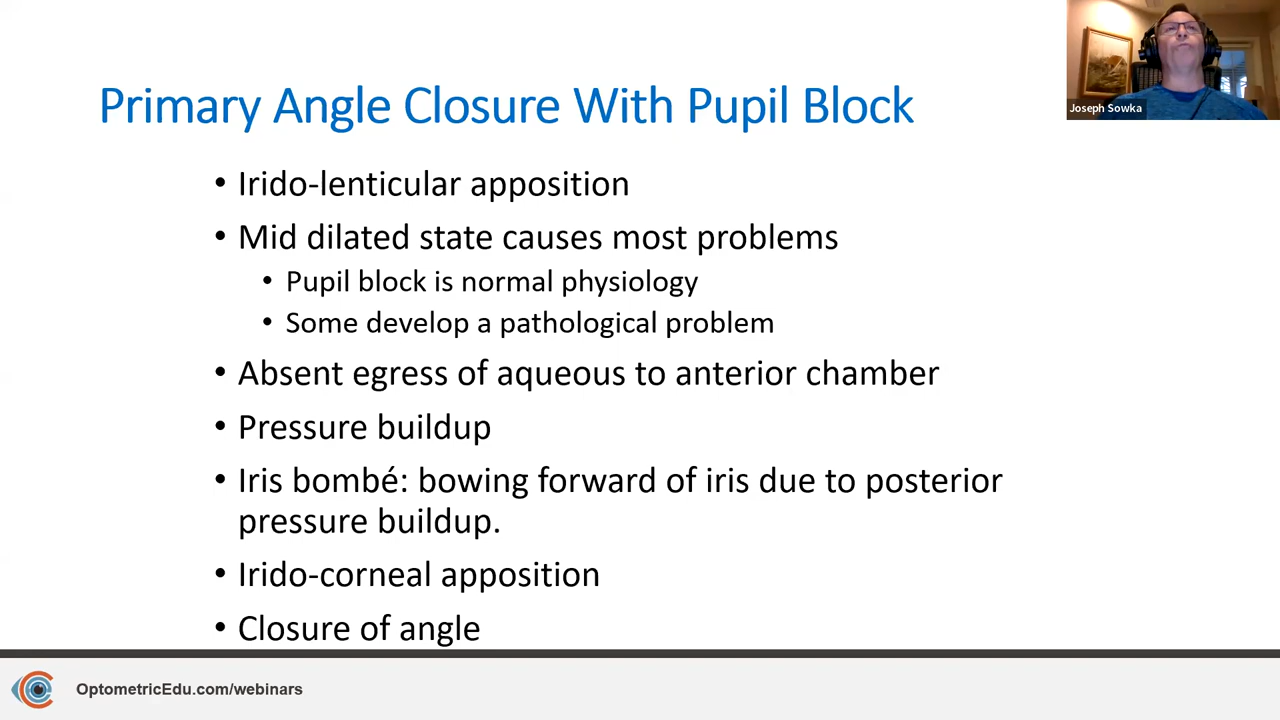 Joseph Sowka
Primary Angle Closure With Pupil Block
• Irido-lenticular apposition
• Mid dilated state causes most problems
• Pupil block is normal physiology
• Some develop a pathological problem
• Absent egress of aqueous to anterior chamber
• Pressure buildup
• Iris bombé: bowing forward of iris due to posterior
pressure buildup.
• Irido-corneal apposition
• Closure of angle
OptometricEdu.com/webinars